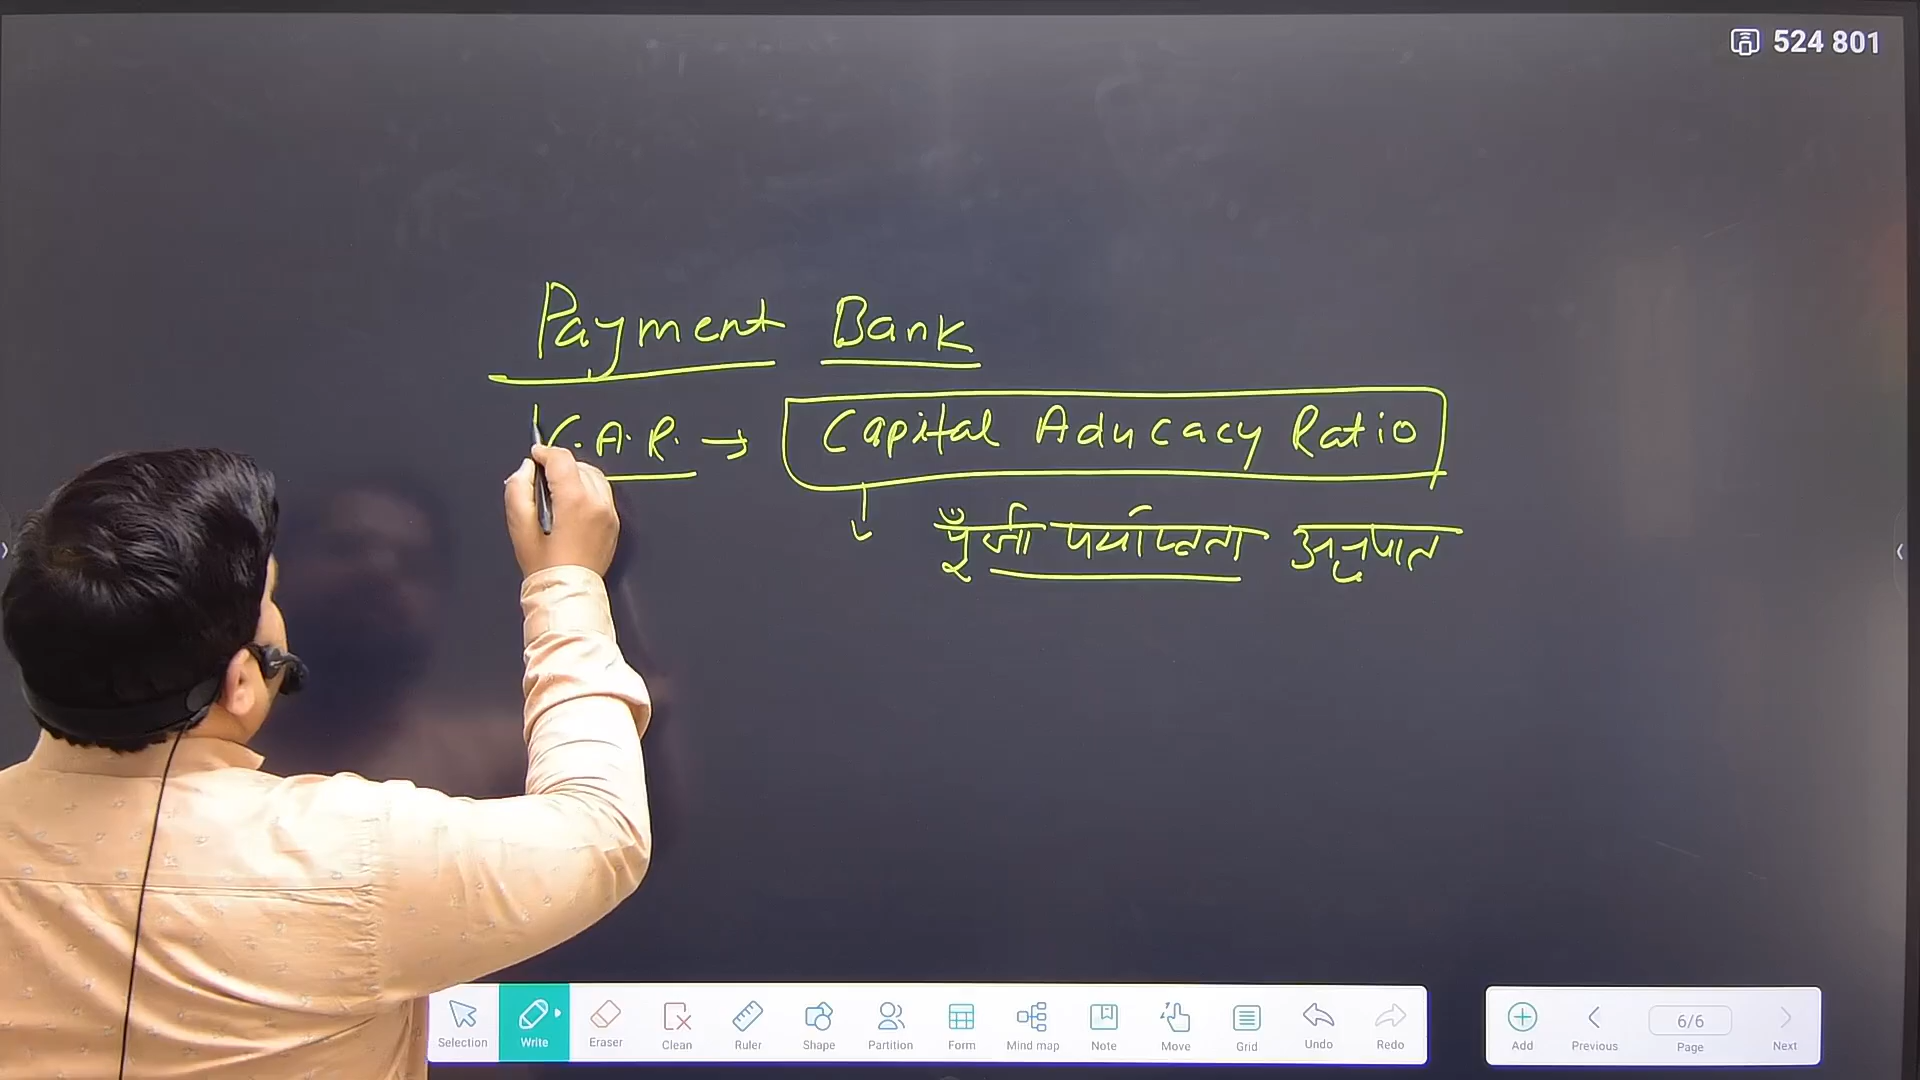 524 801
Payment Bank
C.A.R. → Capital Aducacy Ratio
पूँजी पर्याप्तता अनुपात
Selection Write Eraser Clean Ruler Shape Partition Form Mind map Note Move Grid Undo Redo Add Previous 6/6 Page Next